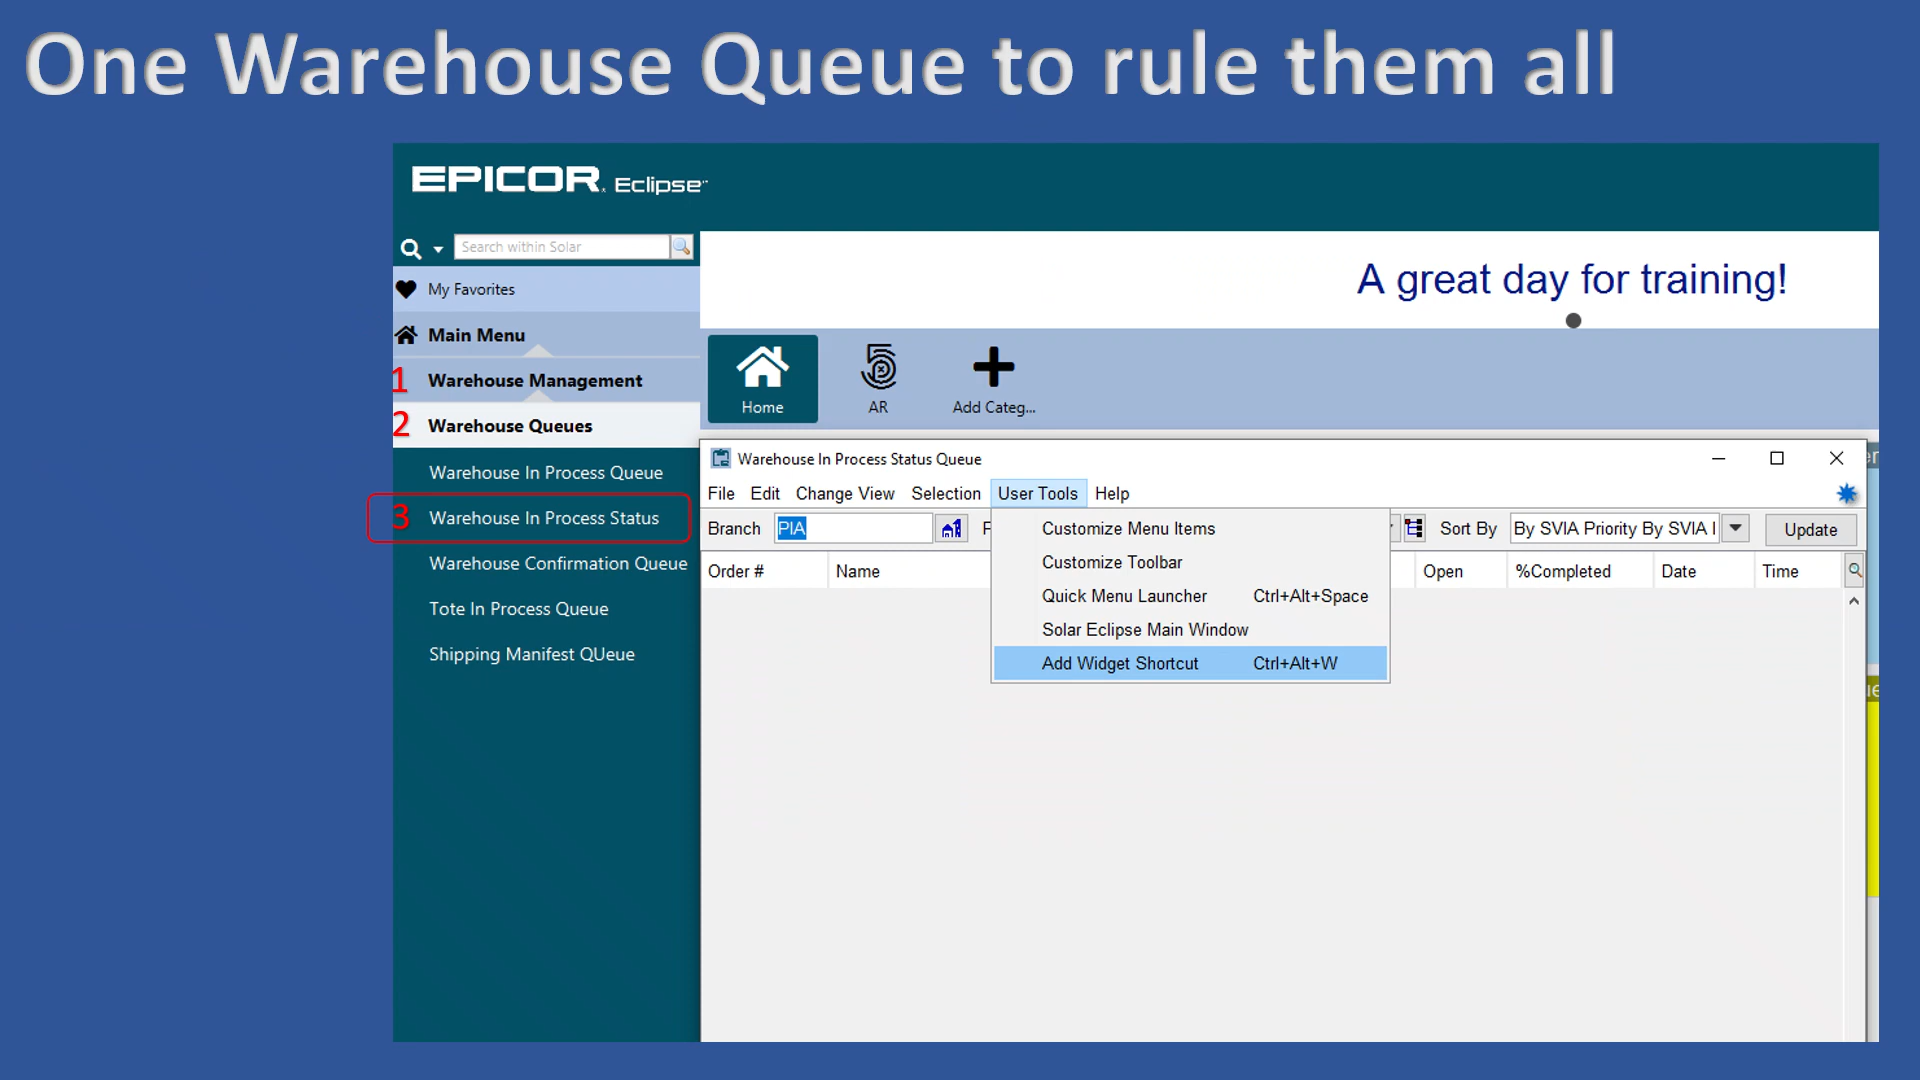 One Warehouse Queue to rule them all
EPICOR. Eclipse™
Search within Solar
A great day for training!
My Favorites
Main Menu
1 Warehouse Management
Home
AR
Add Categ...
2 Warehouse Queues
Warehouse In Process Queue
3 Warehouse In Process Status
Warehouse Confirmation Queue
Tote In Process Queue
Shipping Manifest QUeue
Warehouse In Process Status Queue
File Edit Change View Selection User Tools Help
Branch PIA Sort By By SVIA Priority By SVIA Update
Order # Name Open %Completed Date Time
Customize Menu Items
Customize Toolbar
Quick Menu Launcher Ctrl+Alt+Space
Solar Eclipse Main Window
Add Widget Shortcut Ctrl+Alt+W